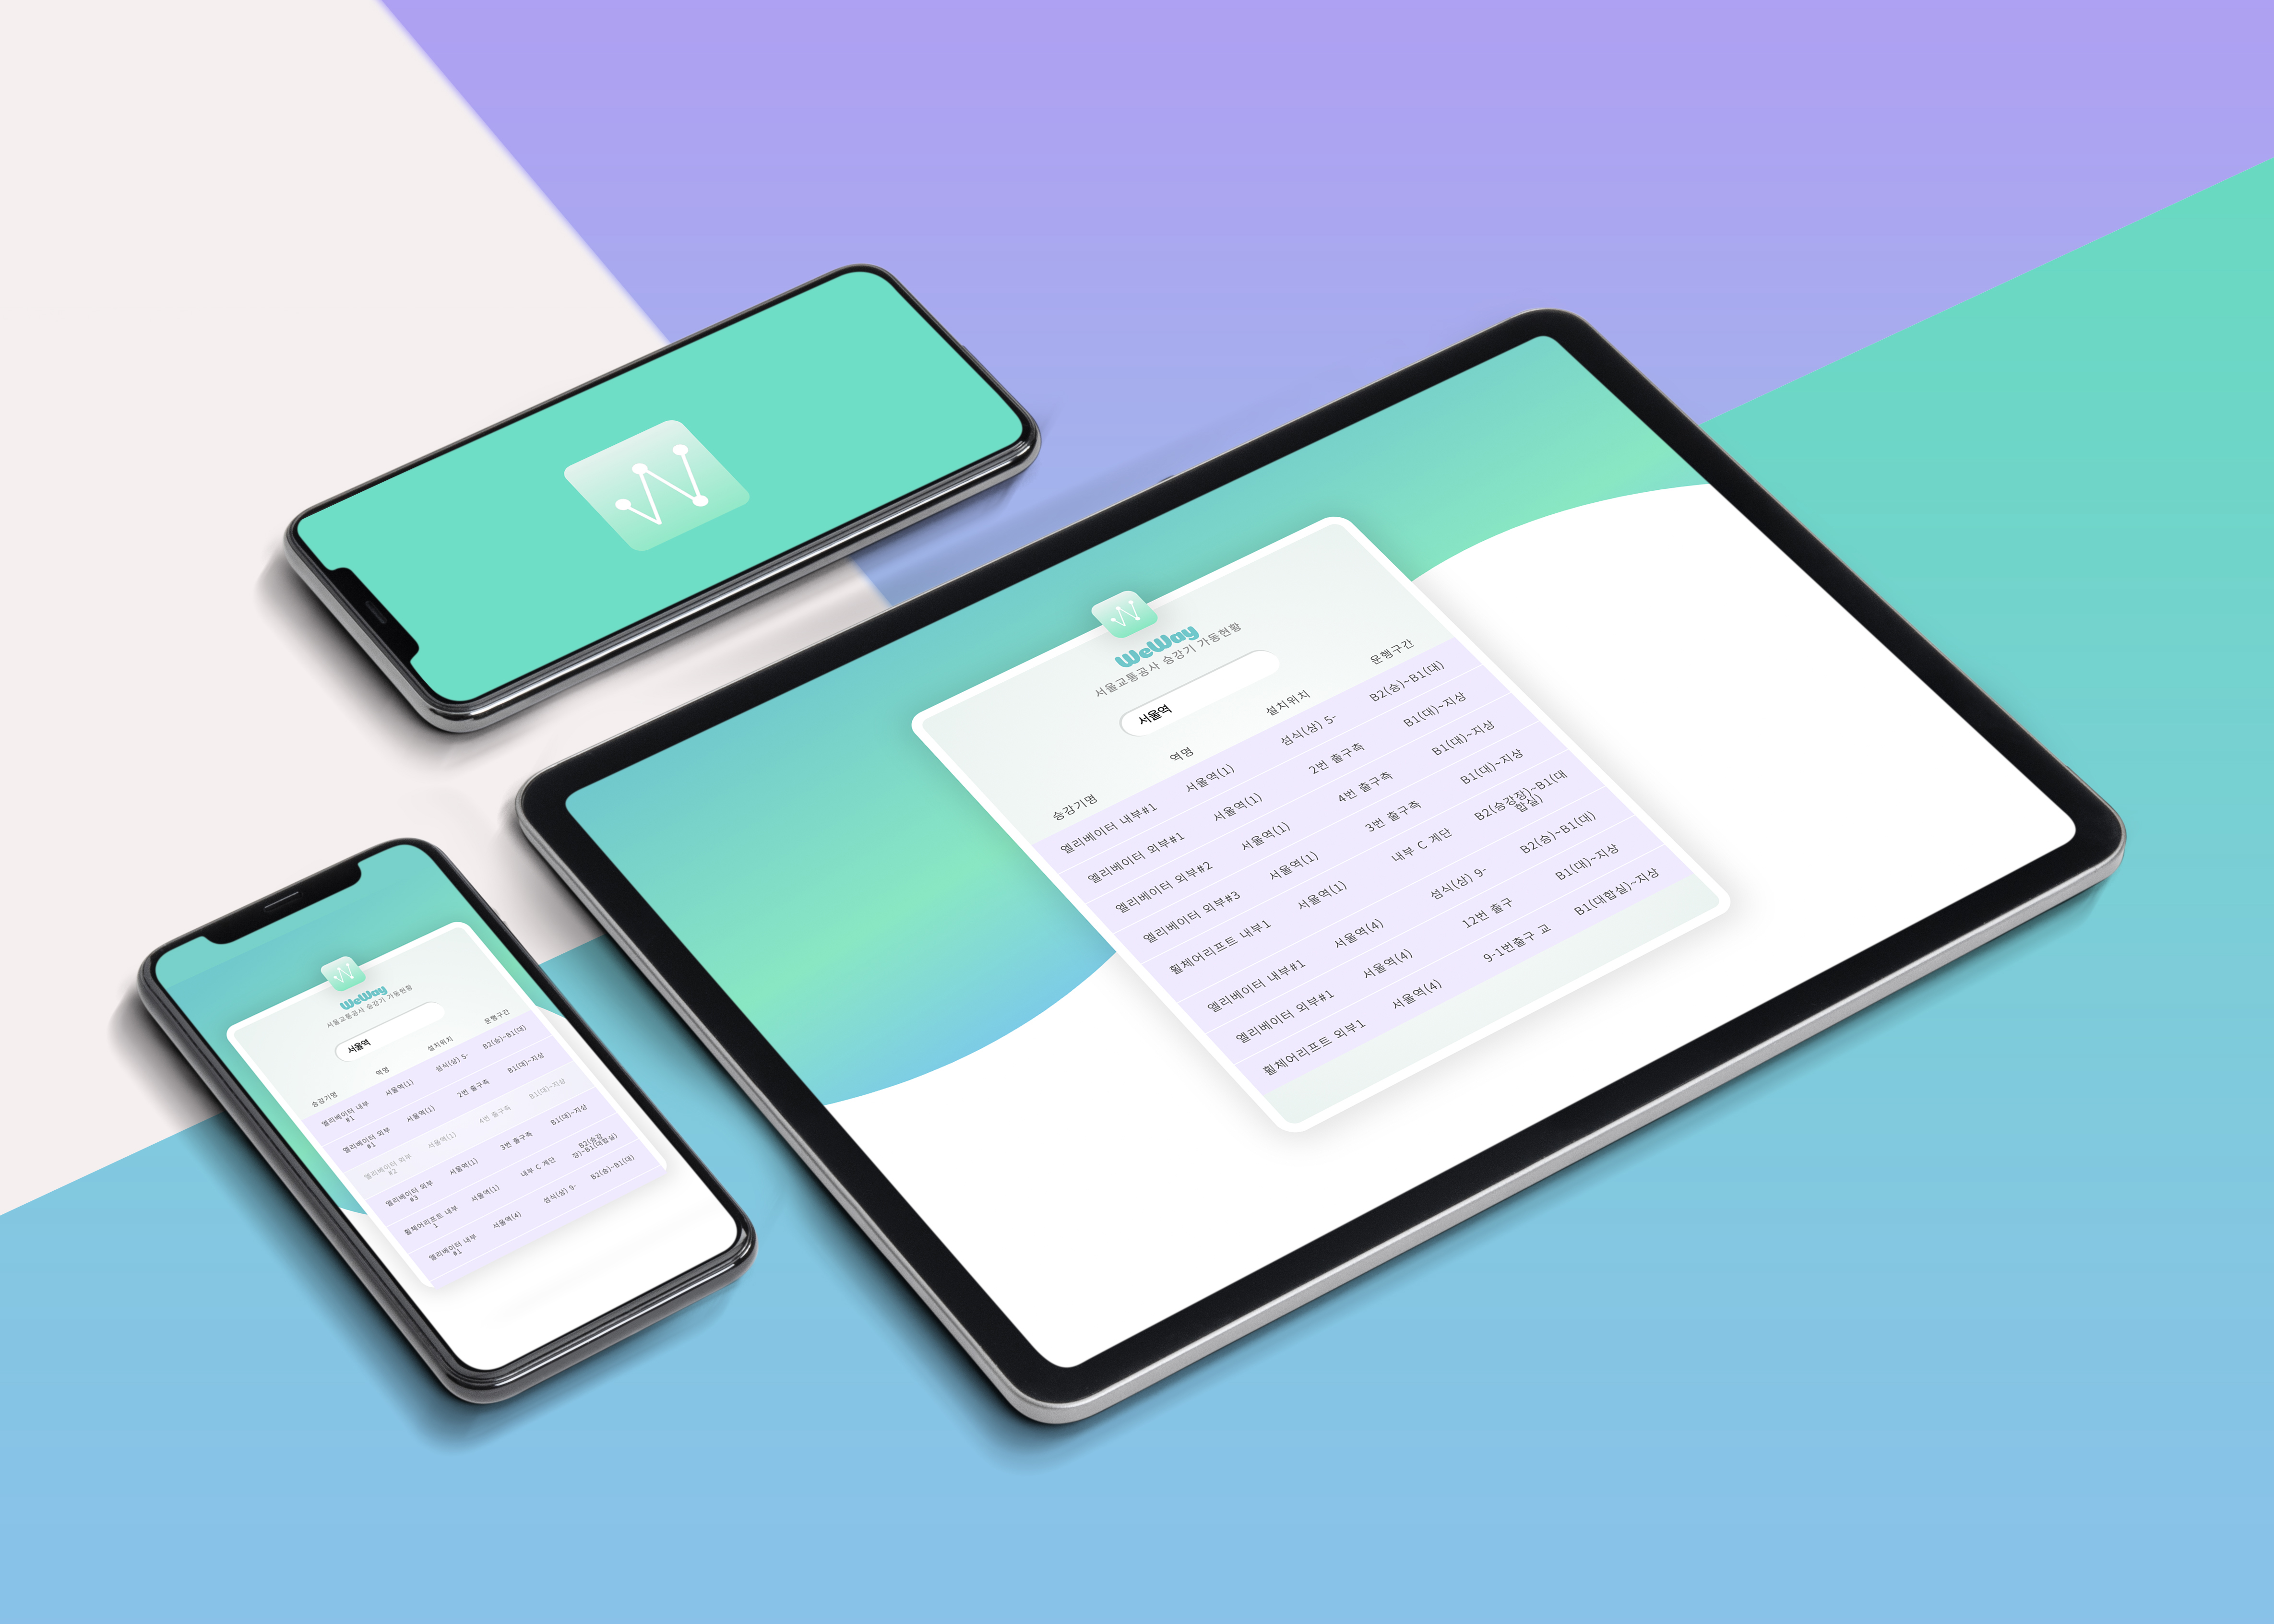 WeWay
서울교통공사 승강기 가동현황
서울역
승강기명 역명 설치위치 운행구간
엘리베이터 내부#1 서울역(1) 섬식(상) 5- B2(승)~B1(대)
엘리베이터 외부#1 서울역(1) 2번 출구측 B1(대)~지상
엘리베이터 외부#2 서울역(1) 4번 출구측 B1(대)~지상
엘리베이터 외부#3 서울역(1) 3번 출구측 B1(대)~지상
휠체어리프트 내부1 서울역(1) 내부 C 계단 B2(승강장)~B1(대
합실)
엘리베이터 내부#1 서울역(4) 섬식(상) 9- B2(승)~B1(대)
엘리베이터 외부#1 서울역(4) 12번 출구 B1(대)~지상
휠체어리프트 외부1 서울역(4) 9-1번출구 교 B1(대합실)~지상
WeWay
서울교통공사 승강기 가동현황
서울역
승강기명 역명 설치위치 운행구간
엘리베이터 내부 서울역(1) 섬식(상) 5- B2(승)~B1(대)
#1
엘리베이터 외부 서울역(1) 2번 출구측 B1(대)~지상
#1
엘리베이터 외부 서울역(1) 4번 출구측 B1(대)~지상
#2
엘리베이터 외부 서울역(1) 3번 출구측 B1(대)~지상
#3
휠체어리프트 내부 서울역(1) 내부 C 계단 B2(승강
1 장)~B1(대합실)
엘리베이터 내부 서울역(4) 섬식(상) 9- B2(승)~B1(대)
#1